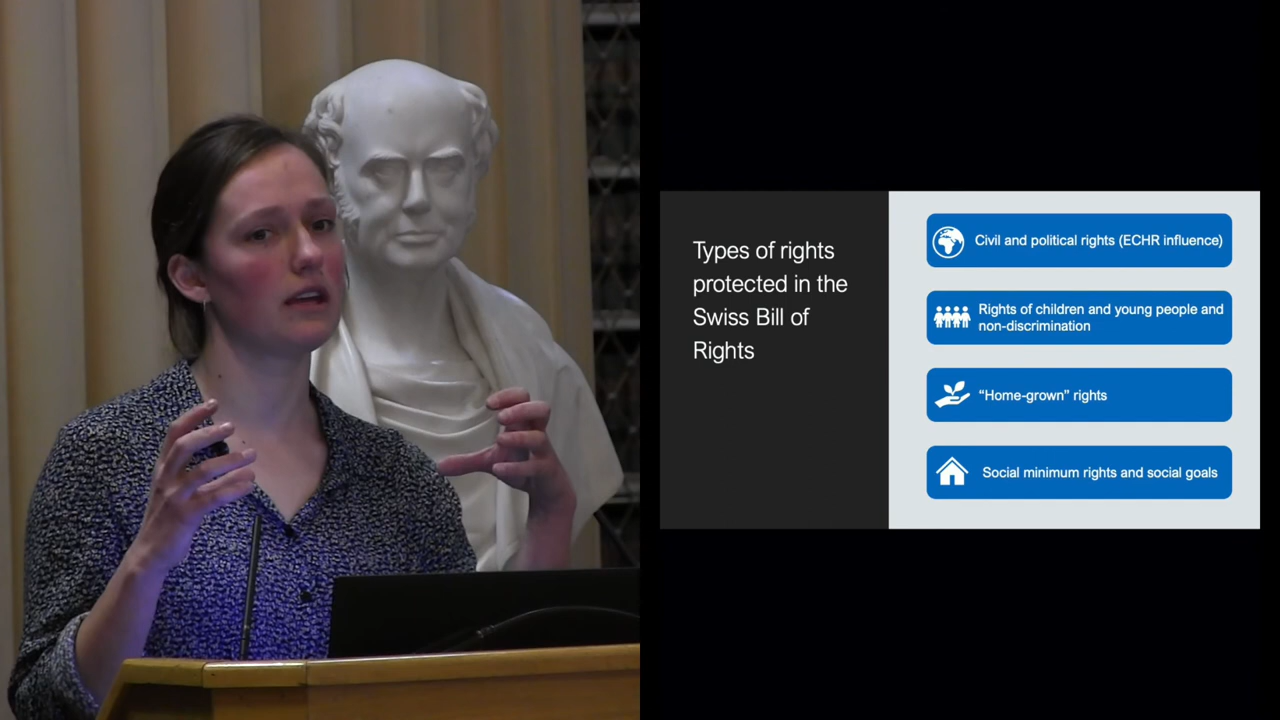 Types of rights
protected in the
Swiss Bill of
Rights
Civil and political rights (ECHR influence)
Rights of children and young people and
non-discrimination
“Home-grown” rights
Social minimum rights and social goals